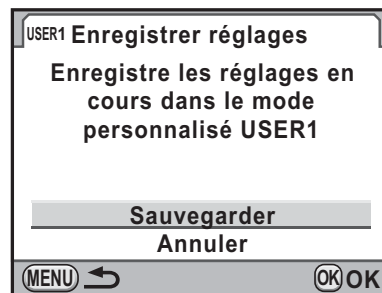 USER1 Enregistrer réglages
Enregistre les réglages en
cours dans le mode
personnalisé USER1
Sauvegarder
Annuler
MENU OK OK